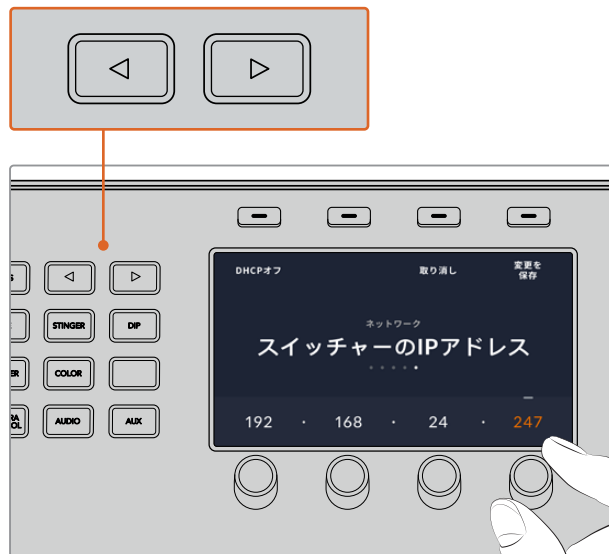 DHCPオフ
取り消し
変更を
保存
ネットワーク
スイッチャーのIPアドレス
192 · 168 · 24 · 247
STINGER
DIP
COLOR
AUDIO
AUX